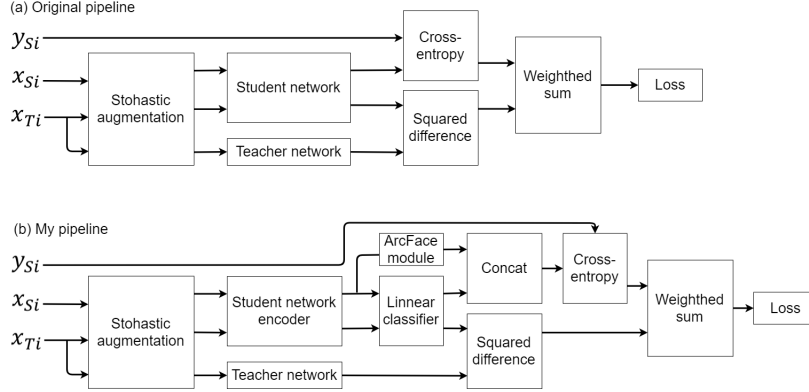 (a) Original pipeline
y_Si
x_Si
x_Ti
Stohastic
augmentation
Student network
Teacher network
Cross-
entropy
Squared
difference
Weighthed
sum
Loss
(b) My pipeline
y_Si
x_Si
x_Ti
Stohastic
augmentation
Student network
encoder
Teacher network
ArcFace
module
Linnear
classifier
Concat
Squared
difference
Cross-
entropy
Weighthed
sum
Loss